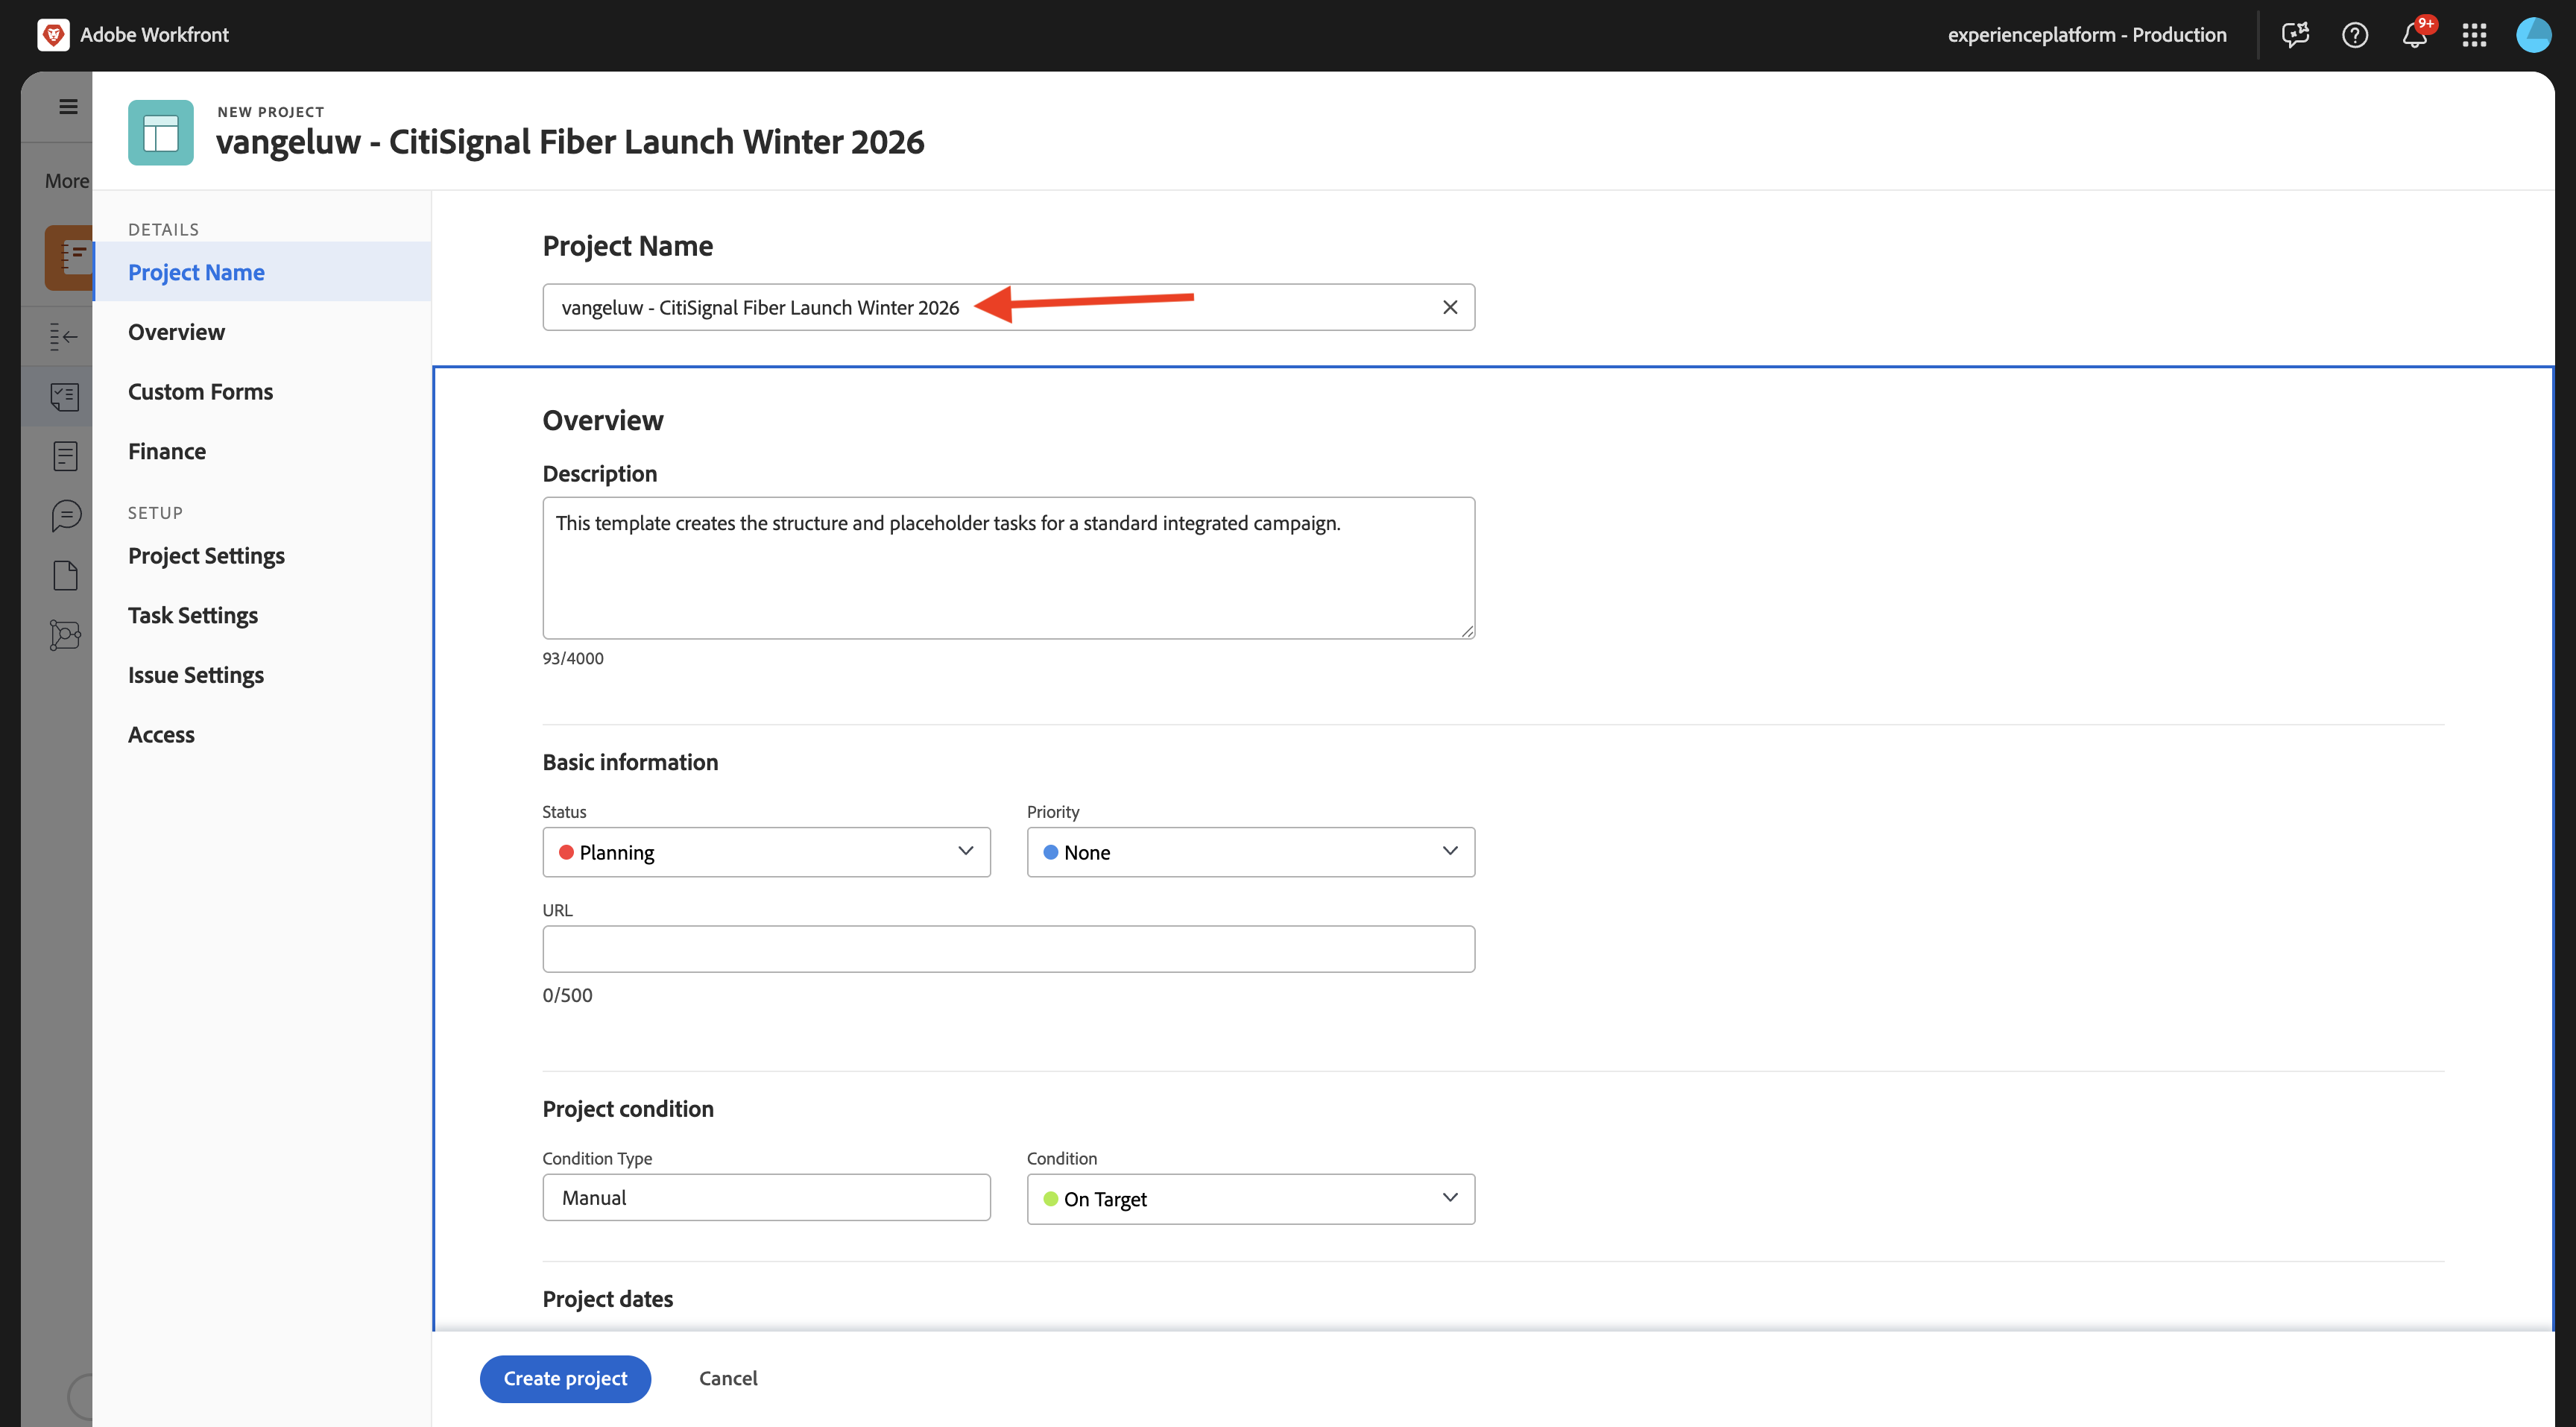 Adobe Workfront
experienceplatform - Production
9+
More
NEW PROJECT
vangeluw - CitiSignal Fiber Launch Winter 2026
DETAILS
Project Name
Overview
Custom Forms
Finance
SETUP
Project Settings
Task Settings
Issue Settings
Access
Project Name
vangeluw - CitiSignal Fiber Launch Winter 2026
Overview
Description
This template creates the structure and placeholder tasks for a standard integrated campaign.
93/4000
Basic information
Status
Priority
Planning
None
URL
0/500
Project condition
Condition Type
Condition
Manual
On Target
Project dates
Create project
Cancel